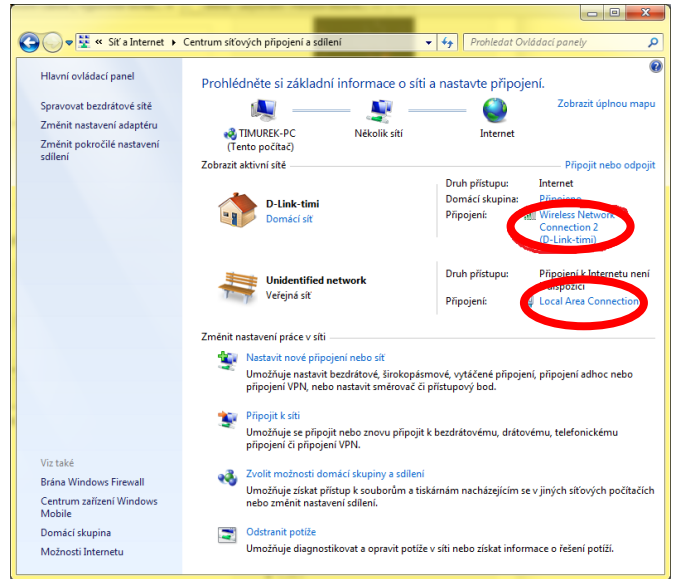 « Síť a Internet ▸ Centrum síťových připojení a sdílení
Prohledat Ovládací panely
Hlavní ovládací panel
Spravovat bezdrátové sítě
Změnit nastavení adaptéru
Změnit pokročilé nastavení
sdílení
Prohlédněte si základní informace o síti a nastavte připojení.
Zobrazit úplnou mapu
TIMUREK-PC
(Tento počítač)
Několik sítí
Internet
Zobrazit aktivní sítě
Připojit nebo odpojit
D-Link-timi
Domácí síť
Druh přístupu: Internet
Domácí skupina: Připojeno
Připojení: Wireless Network
Connection 2
(D-Link-timi)
Unidentified network
Veřejná síť
Druh přístupu: Připojení k Internetu není
dispozici
Připojení: Local Area Connection
Změnit nastavení práce v síti
Nastavit nové připojení nebo síť
Umožňuje nastavit bezdrátové, širokopásmové, vytáčené připojení, připojení adhoc nebo
připojení VPN, nebo nastavit směrovač či přístupový bod.
Připojit k síti
Umožňuje se připojit nebo znovu připojit k bezdrátovému, drátovému, telefonickému
připojení či připojení VPN.
Zvolit možnosti domácí skupiny a sdílení
Umožňuje získat přístup k souborům a tiskárnám nacházejícím se v jiných síťových počítačích
nebo změnit nastavení sdílení.
Odstranit potíže
Umožňuje diagnostikovat a opravit potíže v síti nebo získat informace o řešení potíží.
Viz také
Brána Windows Firewall
Centrum zařízení Windows
Mobile
Domácí skupina
Možnosti Internetu